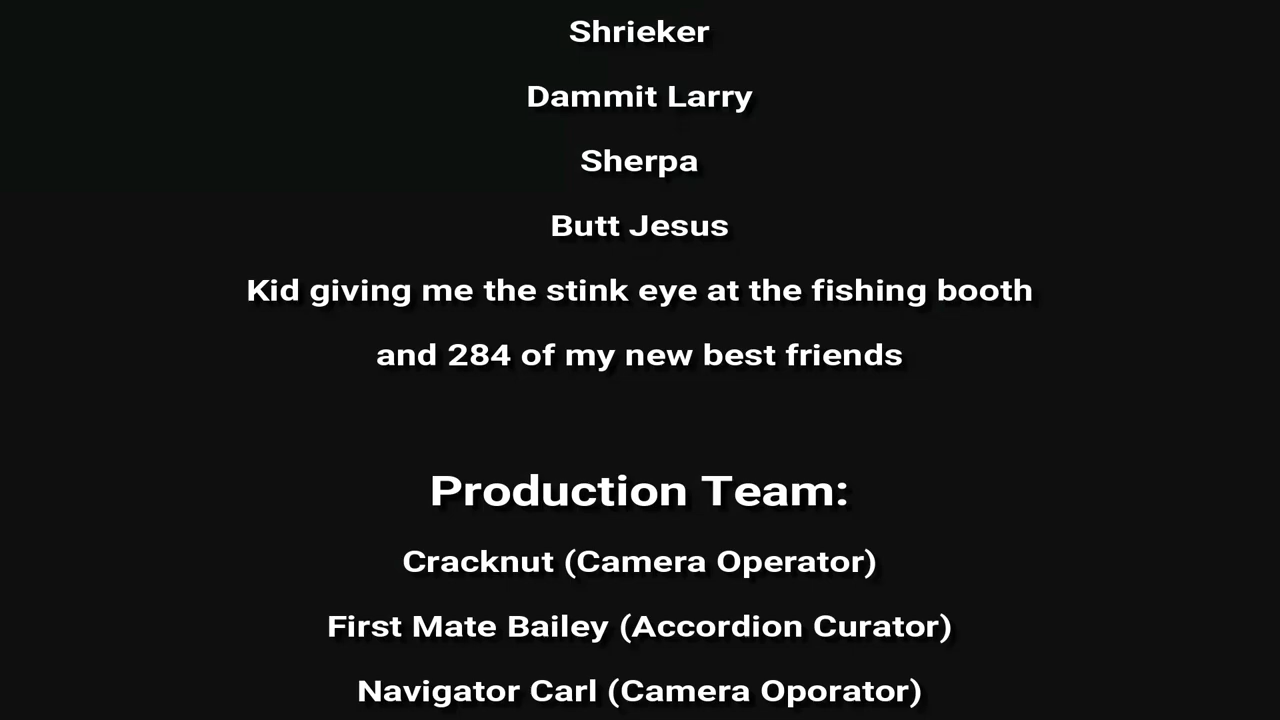 Shrieker
Dammit Larry
Sherpa
Butt Jesus
Kid giving me the stink eye at the fishing booth
and 284 of my new best friends
Production Team:
Cracknut (Camera Operator)
First Mate Bailey (Accordion Curator)
Navigator Carl (Camera Oporator)